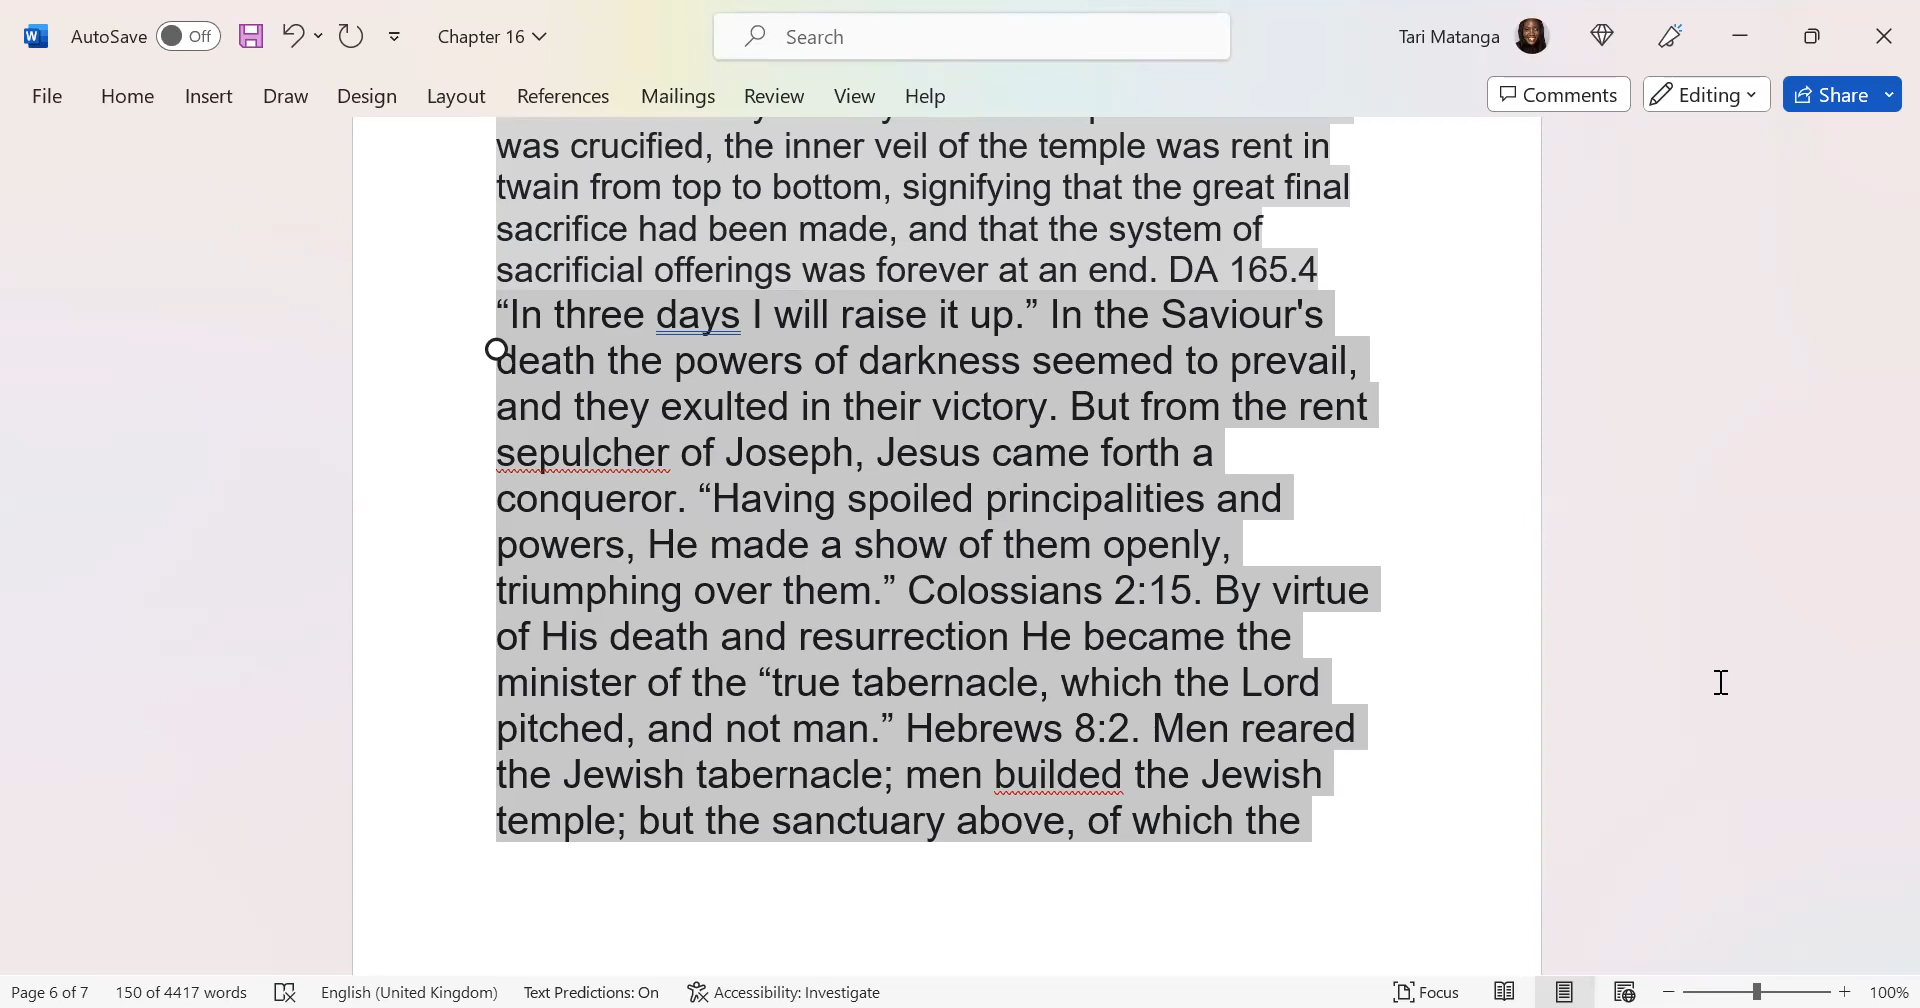 AutoSave Off Chapter 16 Search Tari Matanga
File Home Insert Draw Design Layout References Mailings Review View Help Comments Editing Share
was crucified, the inner veil of the temple was rent in
twain from top to bottom, signifying that the great final
sacrifice had been made, and that the system of
sacrificial offerings was forever at an end. DA 165.4
“In three days I will raise it up.” In the Saviour's
death the powers of darkness seemed to prevail,
and they exulted in their victory. But from the rent
sepulcher of Joseph, Jesus came forth a
conqueror. “Having spoiled principalities and
powers, He made a show of them openly,
triumphing over them.” Colossians 2:15. By virtue
of His death and resurrection He became the
minister of the “true tabernacle, which the Lord
pitched, and not man.” Hebrews 8:2. Men reared
the Jewish tabernacle; men builded the Jewish
temple; but the sanctuary above, of which the
Page 6 of 7 150 of 4417 words English (United Kingdom) Text Predictions: On Accessibility: Investigate Focus 100%